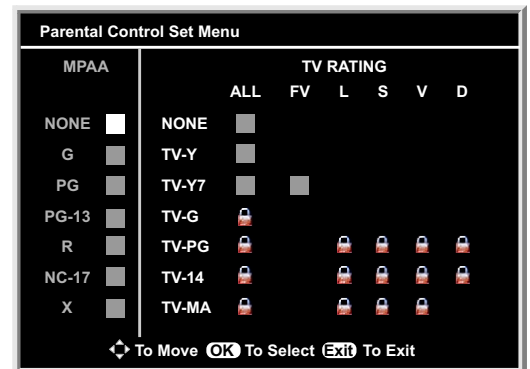 Parental Control Set Menu
MPAA TV RATING
ALL FV L S V D
NONE NONE
G TV-Y
PG TV-Y7
PG-13 TV-G
R TV-PG
NC-17 TV-14
X TV-MA
To Move OK To Select Exit To Exit